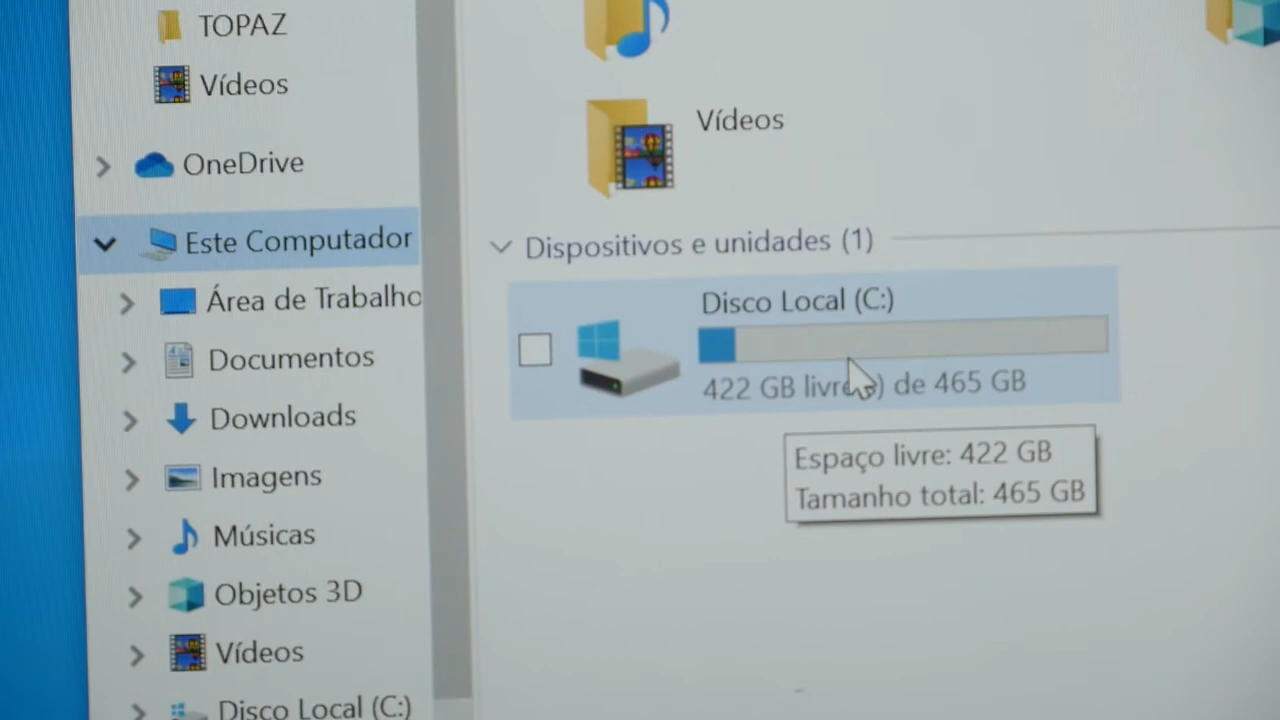 TOPAZ
Vídeos
OneDrive
Este Computador
Área de Trabalho
Documentos
Downloads
Imagens
Músicas
Objetos 3D
Vídeos
Disco Local (C:)
Vídeos
Dispositivos e unidades (1)
Disco Local (C:)
422 GB livre(s) de 465 GB
Espaço livre: 422 GB
Tamanho total: 465 GB